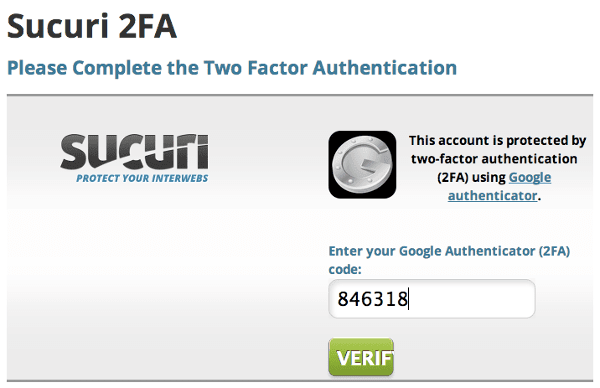 Sucuri 2FA
Please Complete the Two Factor Authentication
sucuri
PROTECT YOUR INTERWEBS
This account is protected by
two-factor authentication
(2FA) using Google
authenticator.
Enter your Google Authenticator (2FA)
code:
846318
VERIF